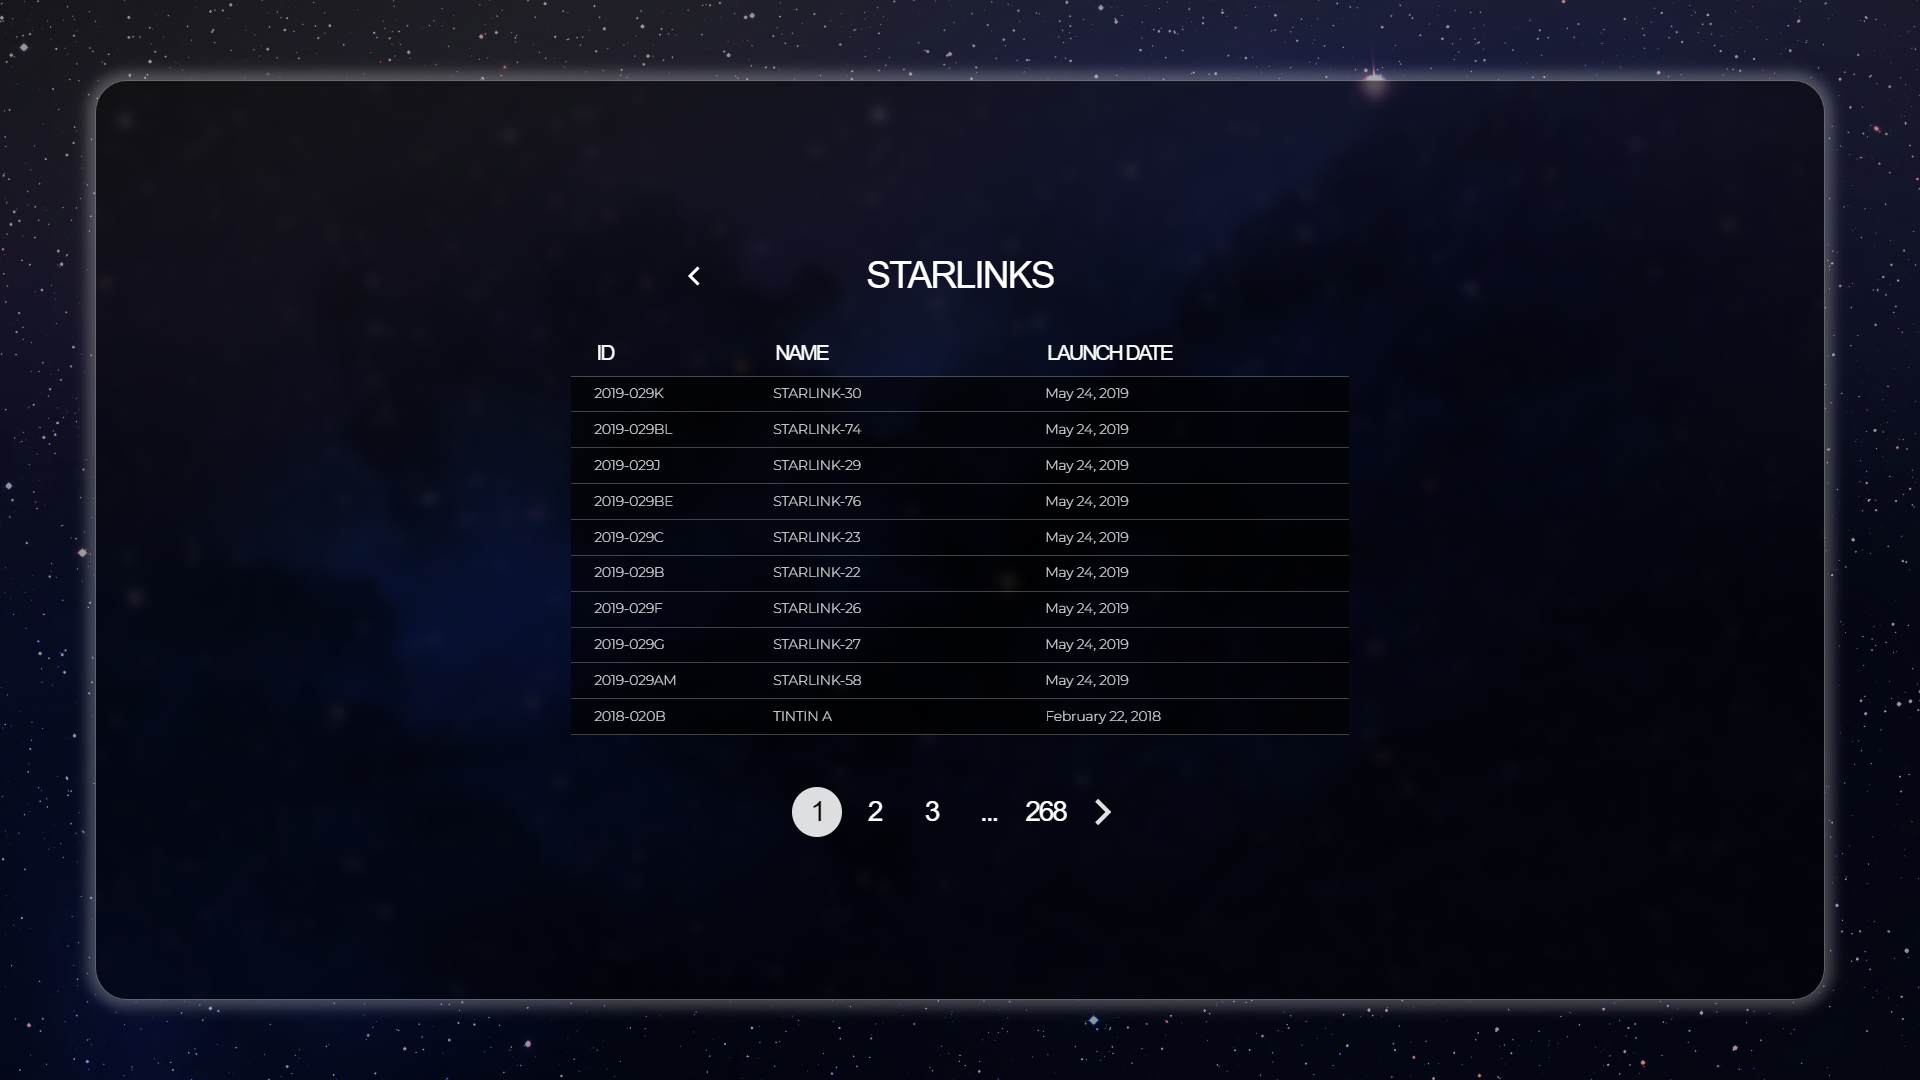 STARLINKS
ID NAME LAUNCH DATE
2019-029K STARLINK-30 May 24, 2019
2019-029BL STARLINK-74 May 24, 2019
2019-029J STARLINK-29 May 24, 2019
2019-029BE STARLINK-76 May 24, 2019
2019-029C STARLINK-23 May 24, 2019
2019-029B STARLINK-22 May 24, 2019
2019-029F STARLINK-26 May 24, 2019
2019-029G STARLINK-27 May 24, 2019
2019-029AM STARLINK-58 May 24, 2019
2018-020B TINTIN A February 22, 2018
1 2 3 ... 268